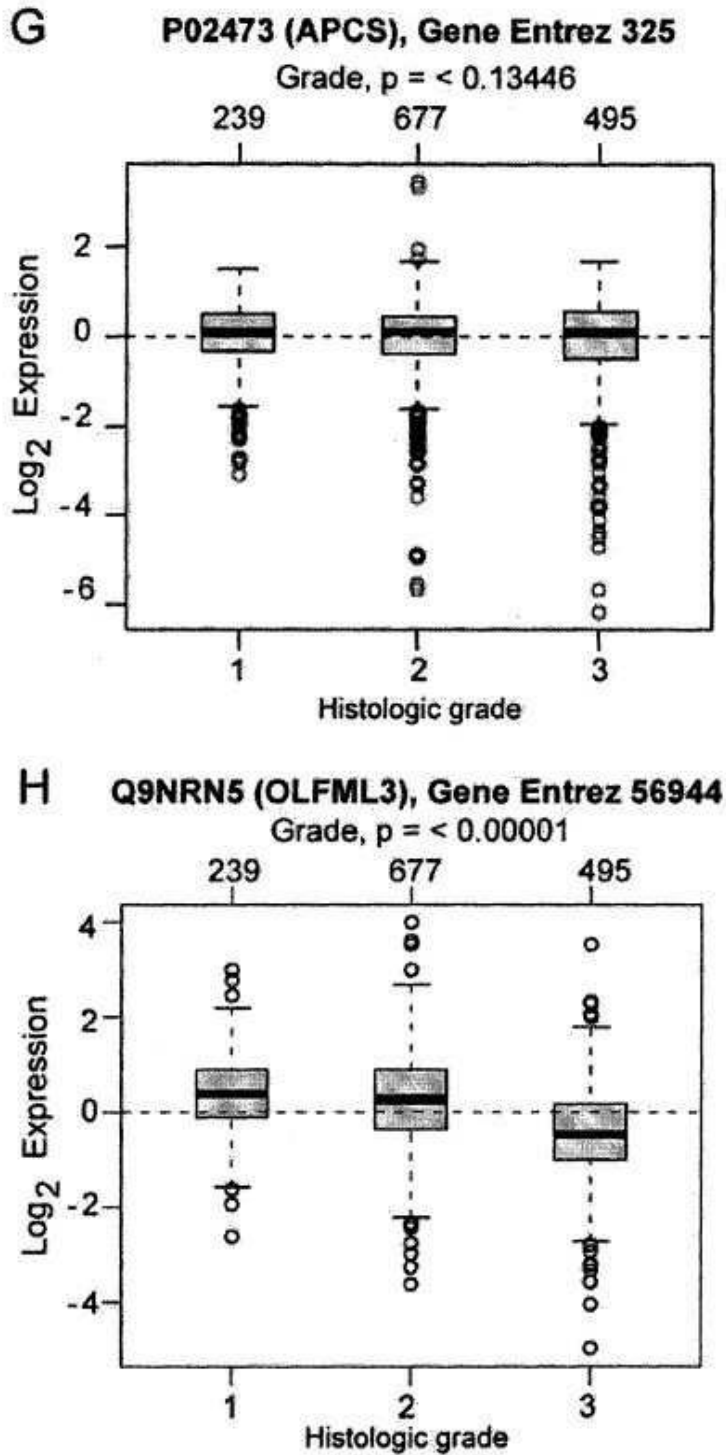 G P02473 (APCS), Gene Entrez 325
Grade, p = < 0.13446
239 677 495
2
0
-2
-4
-6
Log2 Expression
1 2 3
Histologic grade
H Q9NRN5 (OLFML3), Gene Entrez 56944
Grade, p = < 0.00001
239 677 495
4
2
0
-2
-4
Log2 Expression
1 2 3
Histologic grade